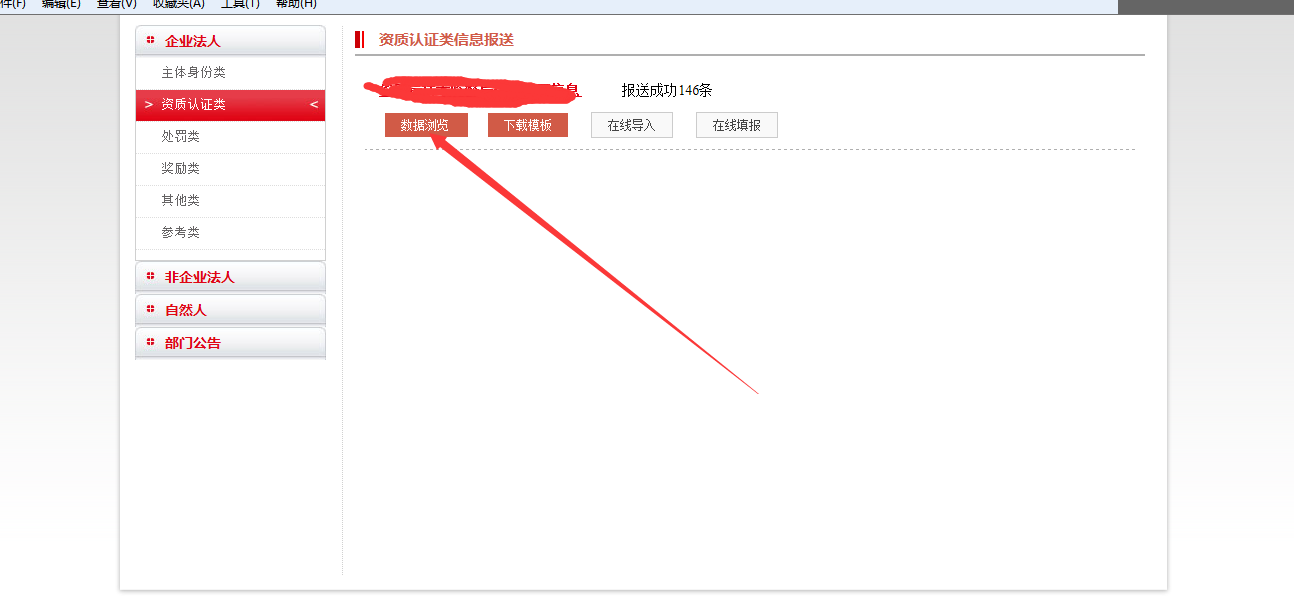 件(F) 编辑(E) 查看(V) 收藏夹(A) 工具(T) 帮助(H)
企业法人
主体身份类
> 资质认证类 <
处罚类
奖励类
其他类
参考类
非企业法人
自然人
部门公告
资质认证类信息报送
信息 报送成功146条
数据浏览 下载模板 在线导入 在线填报